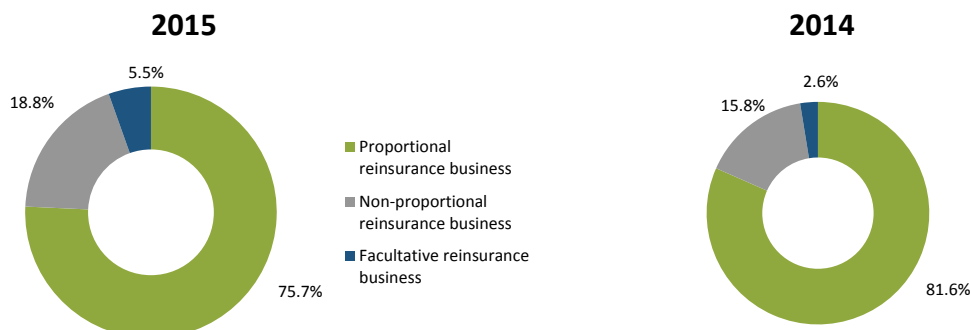 2015
5.5%
18.8%
75.7%
Proportional
reinsurance business
Non-proportional
reinsurance business
Facultative reinsurance
business
2014
2.6%
15.8%
81.6%